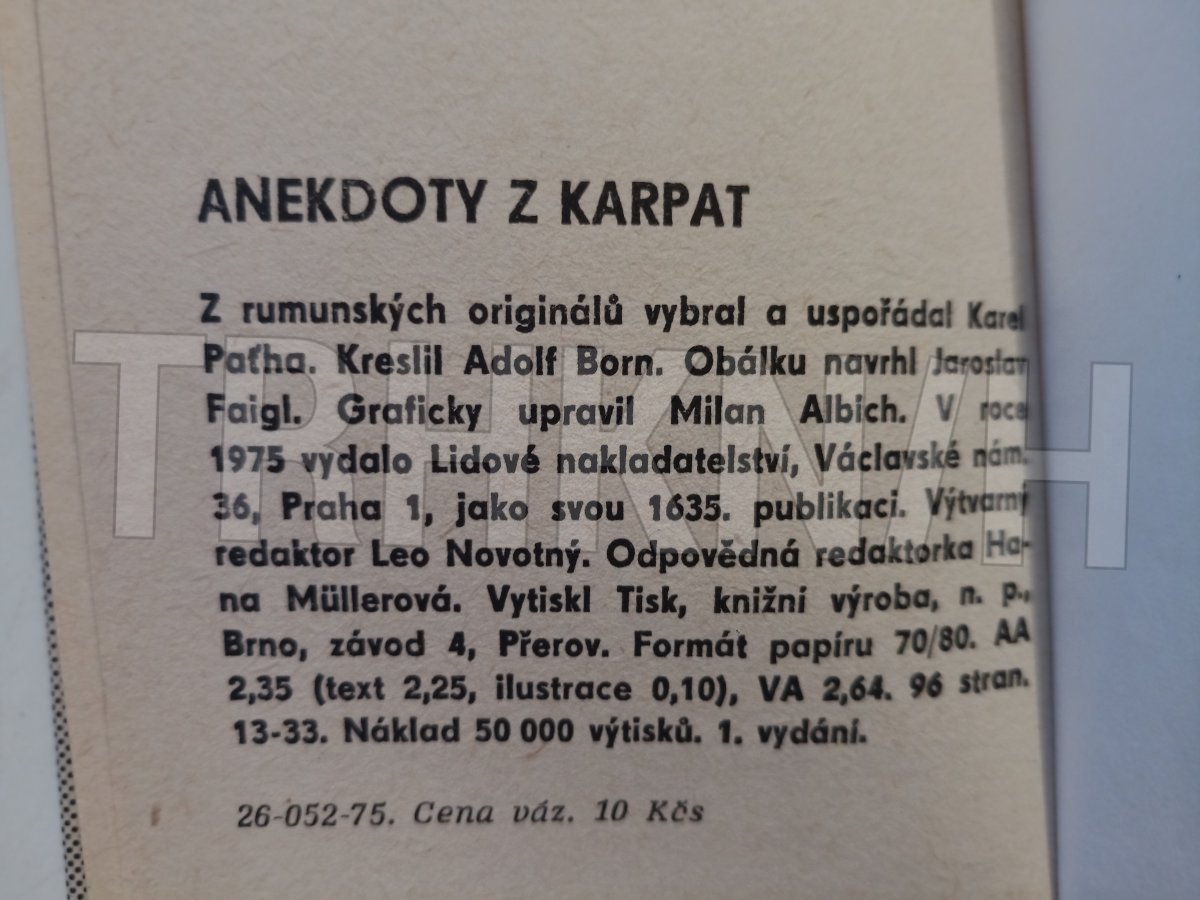 ANEKDOTY Z KARPAT
Z rumunských originálů vybral a uspořádal Karel
Paťha. Kreslil Adolf Born. Obálku navrhl Jaroslav
Faigl. Graficky upravil Milan Albich. V roce
1975 vydalo Lidové nakladatelství, Václavské nám.
36, Praha 1, jako svou 1635. publikaci. Výtvarný
redaktor Leo Novotný. Odpovědná redaktorka Ha-
na Müllerová. Vytiskl Tisk, knižní výroba, n. p.,
Brno, závod 4, Přerov. Formát papíru 70/80. AA
2,35 (text 2,25, ilustrace 0,10), VA 2,64. 96 stran.
13-33. Náklad 50 000 výtisků. 1. vydání.
26-052-75. Cena váz. 10 Kčs